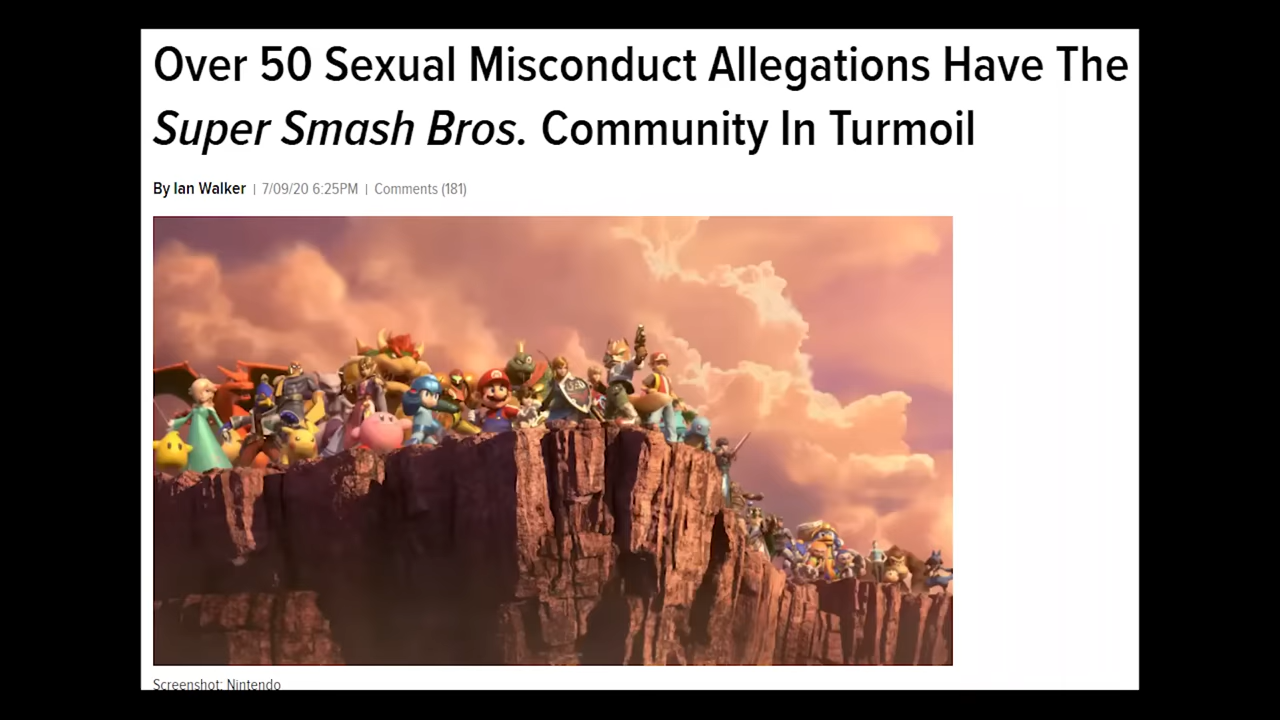 Over 50 Sexual Misconduct Allegations Have The
Super Smash Bros. Community In Turmoil
By Ian Walker | 7/09/20 6:25PM | Comments (181)
Screenshot: Nintendo